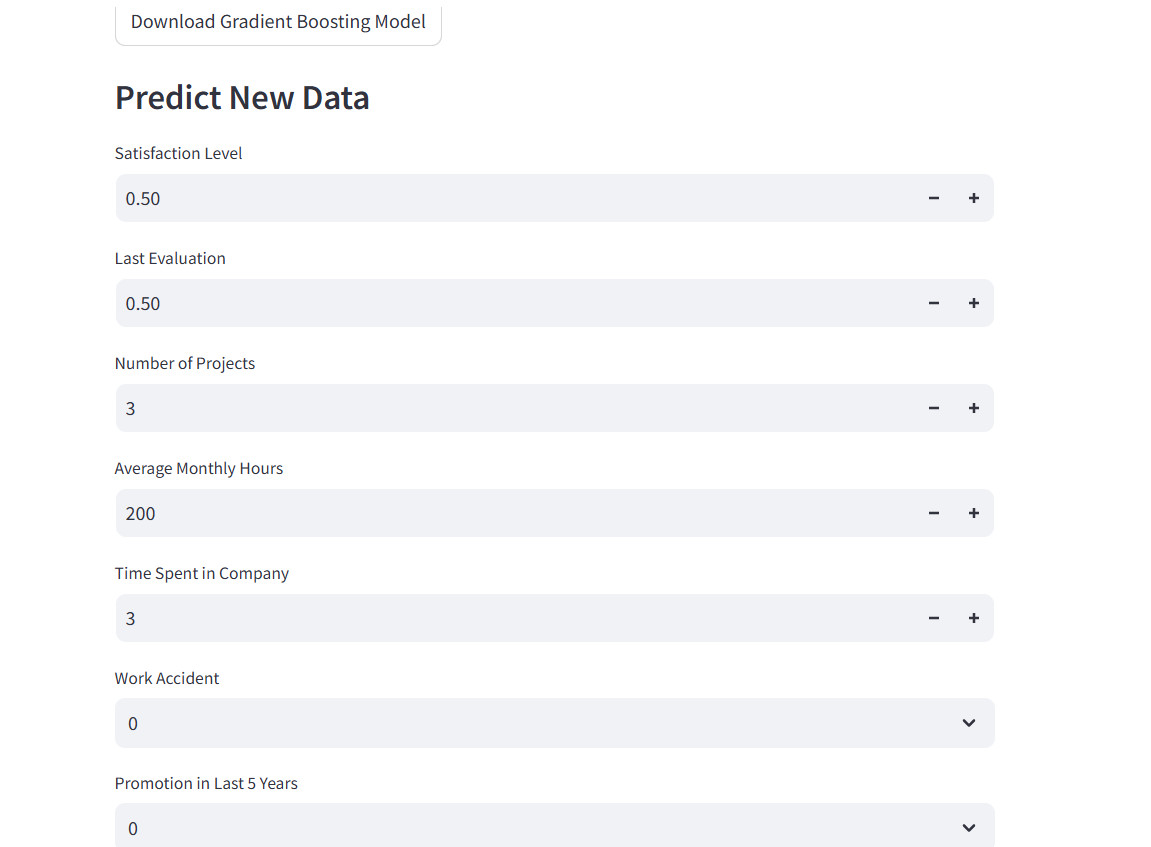 Download Gradient Boosting Model
Predict New Data
Satisfaction Level
0.50
Last Evaluation
0.50
Number of Projects
3
Average Monthly Hours
200
Time Spent in Company
3
Work Accident
0
Promotion in Last 5 Years
0